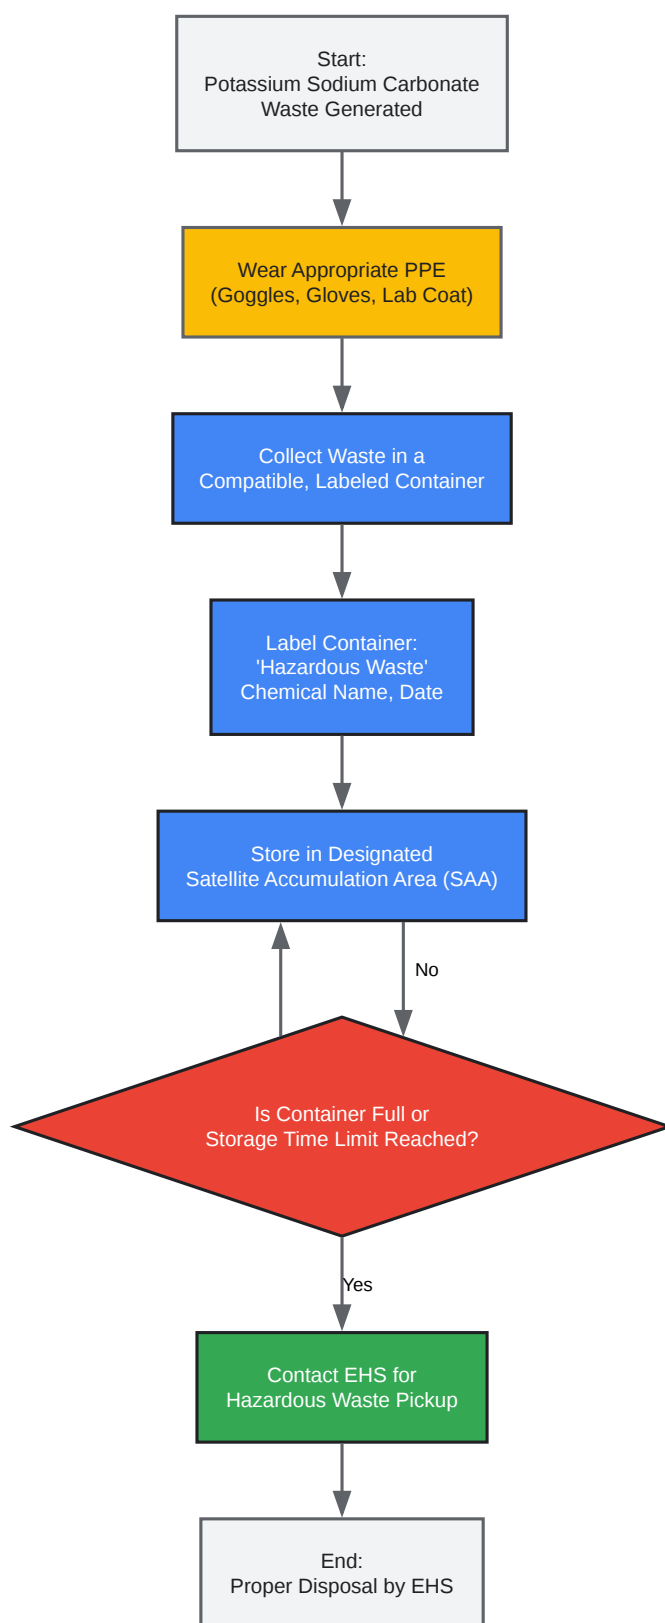 Start:
Potassium Sodium Carbonate
Waste Generated
Wear Appropriate PPE
(Goggles, Gloves, Lab Coat)
Collect Waste in a
Compatible, Labeled Container
Label Container:
'Hazardous Waste'
Chemical Name, Date
Store in Designated
Satellite Accumulation Area (SAA)
No
Is Container Full or
Storage Time Limit Reached?
Yes
Contact EHS for
Hazardous Waste Pickup
End:
Proper Disposal by EHS